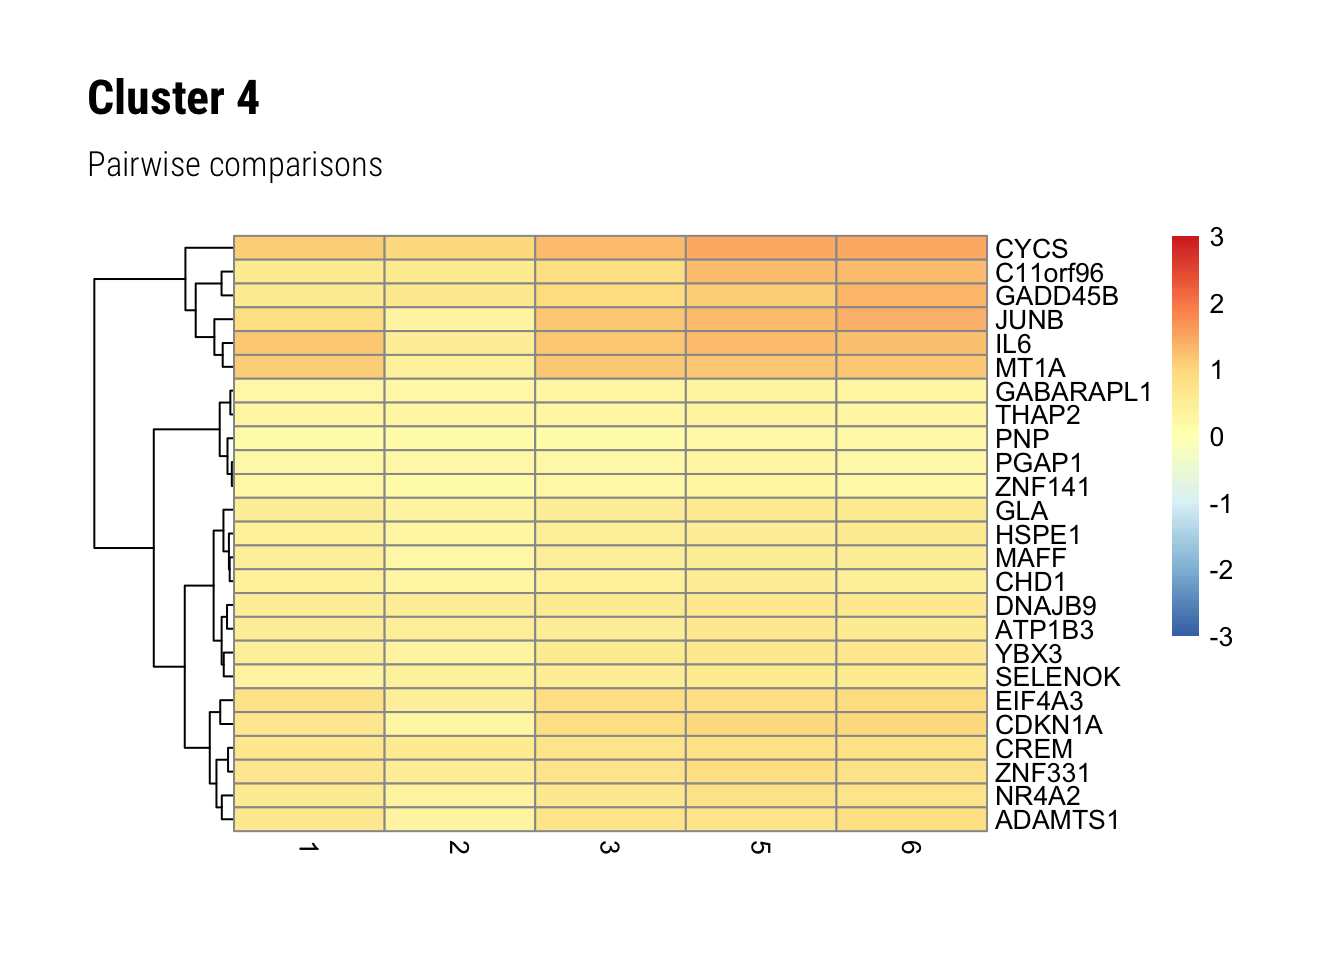 Cluster 4
Pairwise comparisons
CYCS
C11orf96
GADD45B
JUNB
IL6
MT1A
GABARAPL1
THAP2
PNP
PGAP1
ZNF141
GLA
HSPE1
MAFF
CHD1
DNAJB9
ATP1B3
YBX3
SELENOK
EIF4A3
CDKN1A
CREM
ZNF331
NR4A2
ADAMTS1
3
2
1
0
-1
-2
-3
1 2 3 5 6